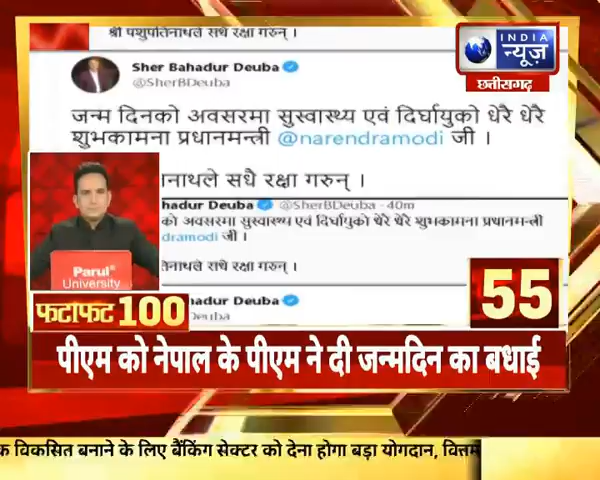 श्री पशुपतिनाथले सधै रक्षा गरुन् ।
Sher Bahadur Deuba
@SherBDeuba
जन्म दिनको अवसरमा सुस्वास्थ्य एवं दिर्घायुको धेरै धेरै
शुभकामना प्रधानमन्त्री @narendramodi जी ।
नाथले सधै रक्षा गरुन् ।
hadur Deuba @SherBDeuba · 40m
को अवसरमा सुस्वास्थ्य एवं दिर्घायुको धेरै धेरै शुभकामना प्रधानमन्त्री
dramodi जी ।
तिनाथले सधै रक्षा गरुन् ।
hadur Deuba
Deuba
INDIA
न्यूज़
छत्तीसगढ़
Parul®
University
फटाफट 100
55
पीएम को नेपाल के पीएम ने दी जन्मदिन का बधाई
क विकसित बनाने के लिए बैंकिंग सेक्टर को देना होगा बड़ा योगदान, वित्तम